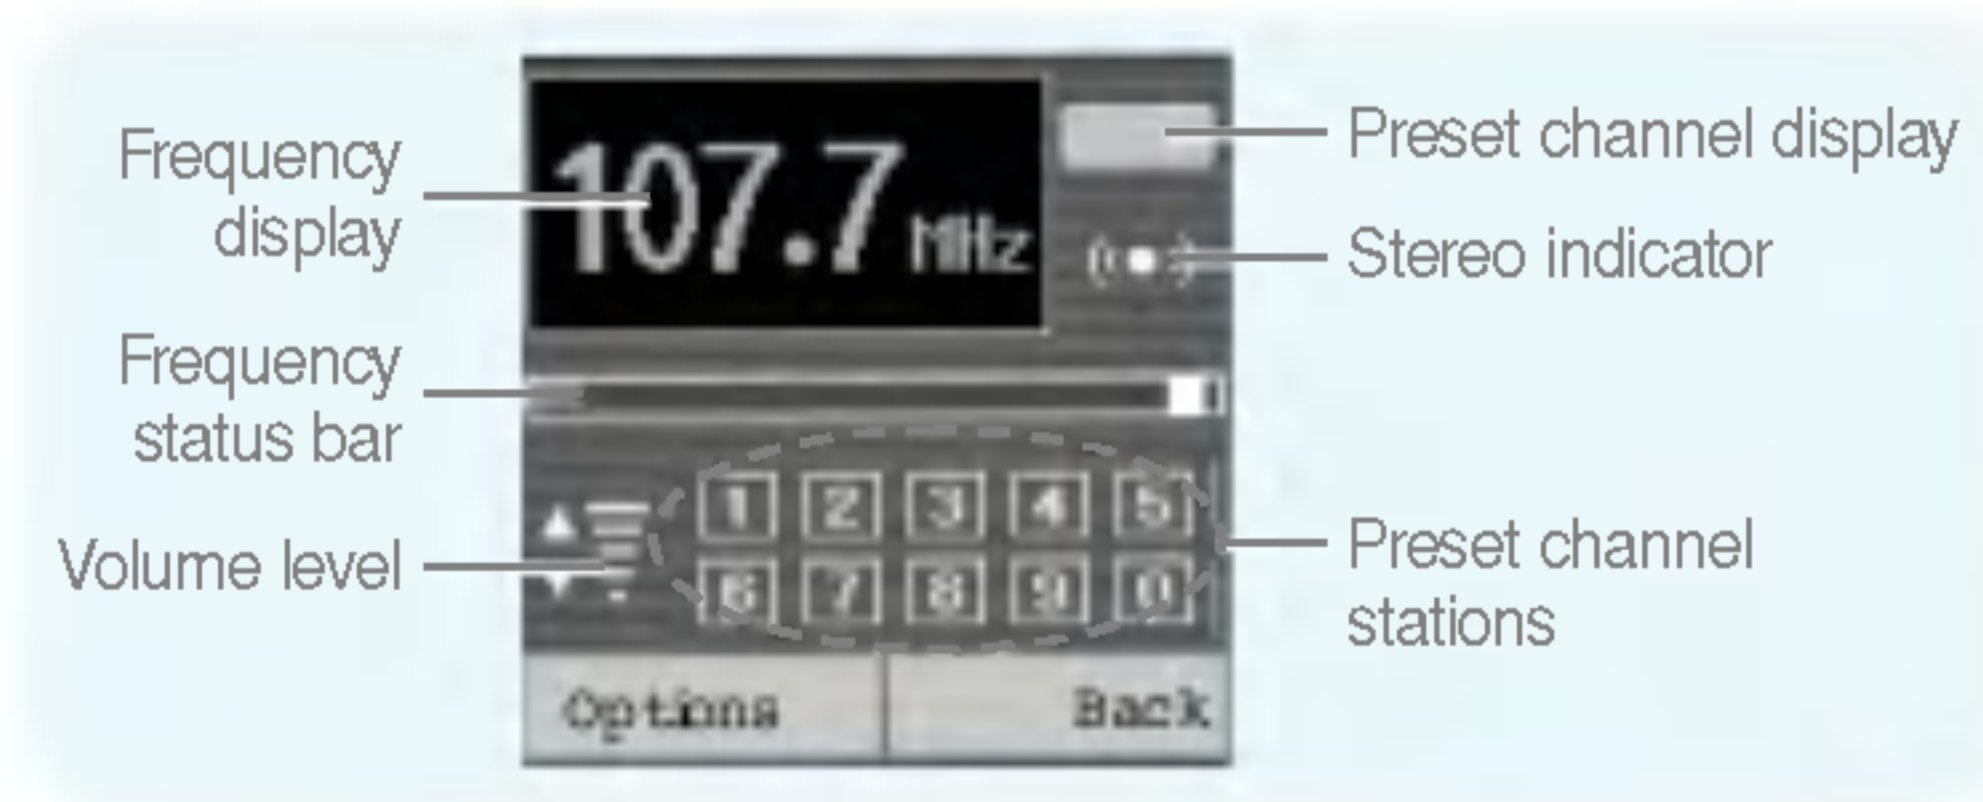 Frequency
display
107.7 MHz
Preset channel display
Stereo indicator
Frequency
status bar
Volume level
1 2 3 4 5
6 7 8 9 0
Preset channel
stations
Options
Back